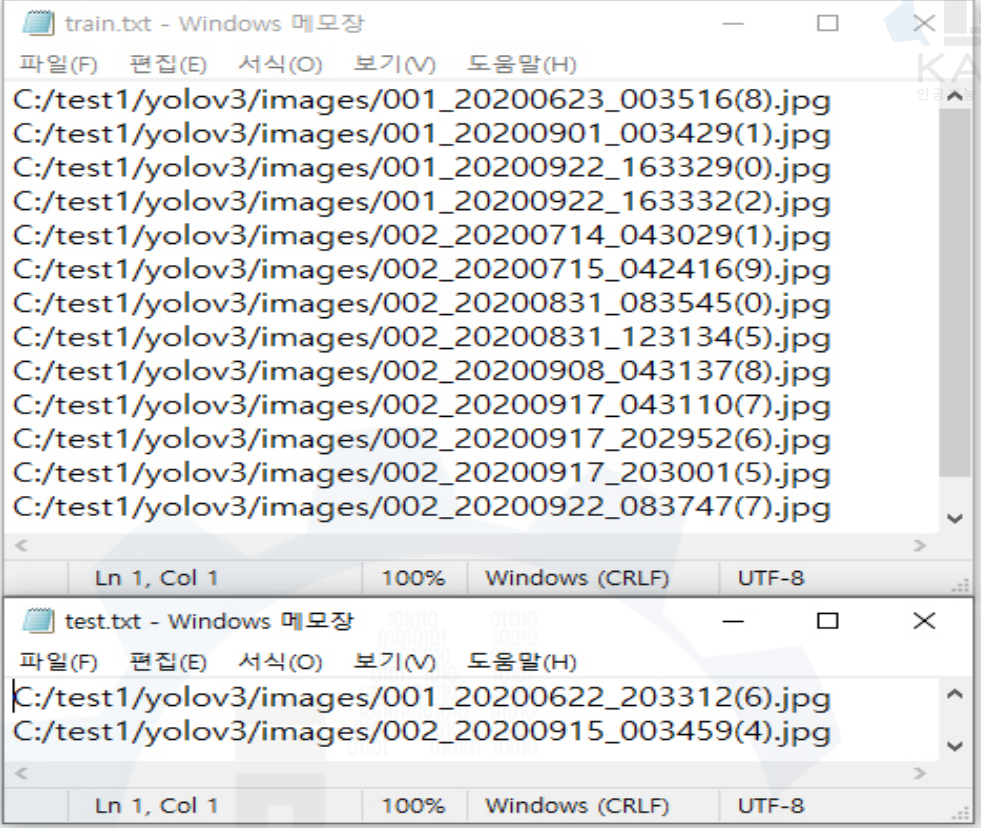 train.txt - Windows 메모장
파일(F) 편집(E) 서식(O) 보기(V) 도움말(H)
C:/test1/yolov3/images/001_20200623_003516(8).jpg
C:/test1/yolov3/images/001_20200901_003429(1).jpg
C:/test1/yolov3/images/001_20200922_163329(0).jpg
C:/test1/yolov3/images/001_20200922_163332(2).jpg
C:/test1/yolov3/images/002_20200714_043029(1).jpg
C:/test1/yolov3/images/002_20200715_042416(9).jpg
C:/test1/yolov3/images/002_20200831_083545(0).jpg
C:/test1/yolov3/images/002_20200831_123134(5).jpg
C:/test1/yolov3/images/002_20200908_043137(8).jpg
C:/test1/yolov3/images/002_20200917_043110(7).jpg
C:/test1/yolov3/images/002_20200917_202952(6).jpg
C:/test1/yolov3/images/002_20200917_203001(5).jpg
C:/test1/yolov3/images/002_20200922_083747(7).jpg
Ln 1, Col 1 100% Windows (CRLF) UTF-8
test.txt - Windows 메모장
파일(F) 편집(E) 서식(O) 보기(V) 도움말(H)
C:/test1/yolov3/images/001_20200622_203312(6).jpg
C:/test1/yolov3/images/002_20200915_003459(4).jpg
Ln 1, Col 1 100% Windows (CRLF) UTF-8